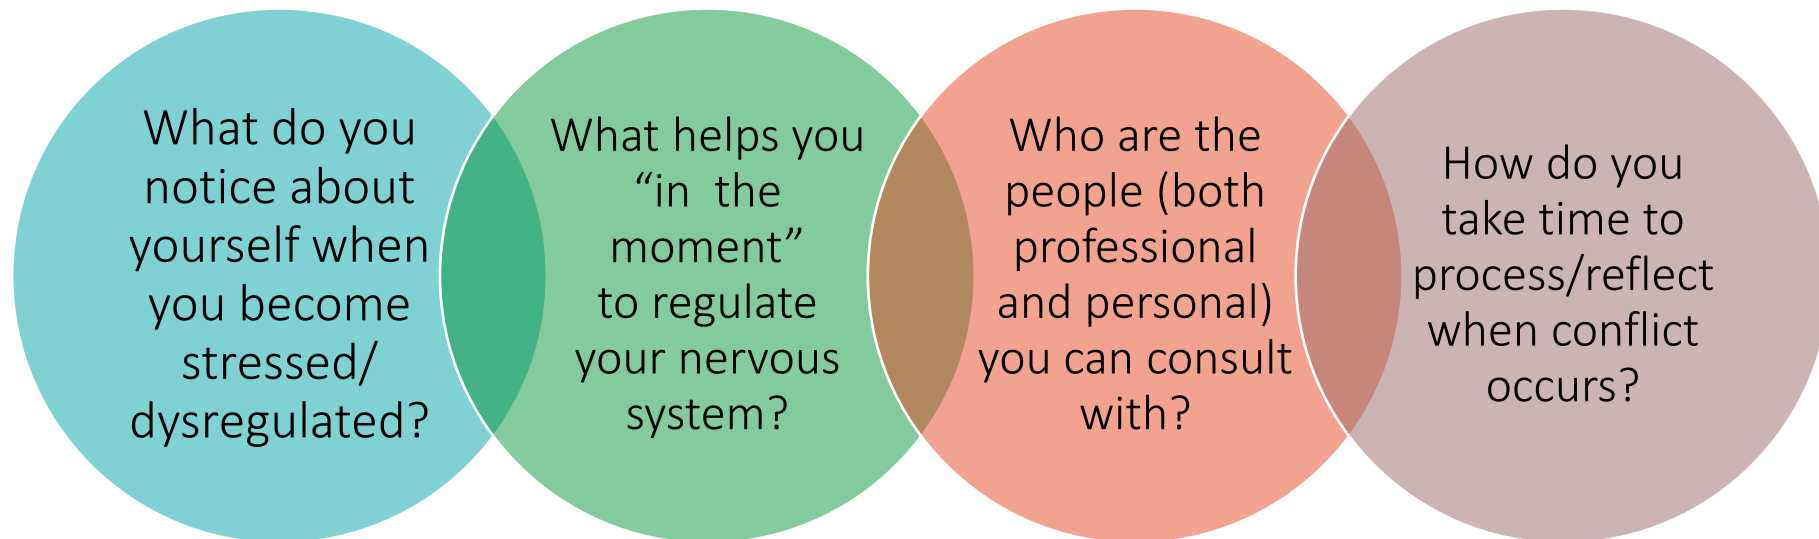 What do you
notice about
yourself when
you become
stressed/
dysregulated?
What helps you
“in  the
moment”
to regulate
your nervous
system?
Who are the
people (both
professional
and personal)
you can consult
with?
How do you
take time to
process/reflect
when conflict
occurs?